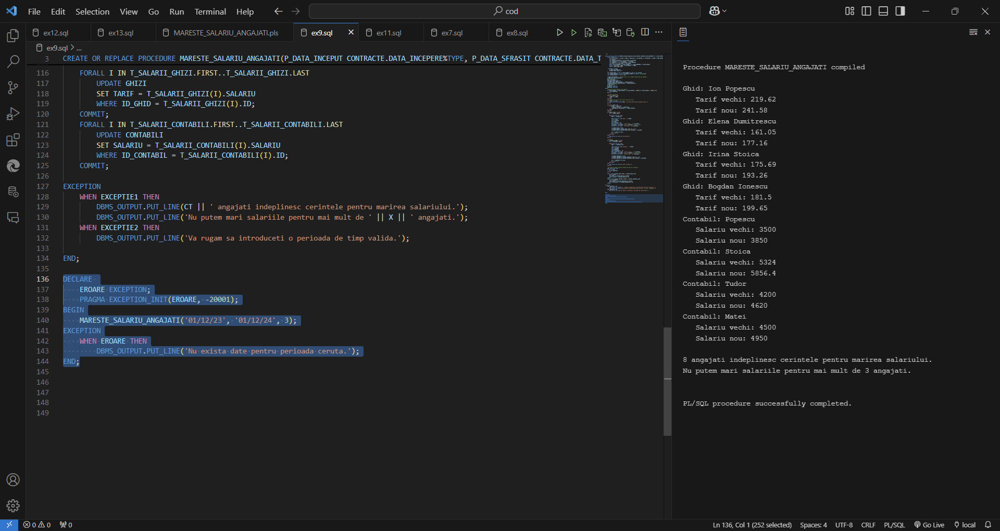 File Edit Selection View Go Run Terminal Help
cod
ex12.sql ex13.sql MARESTE_SALARIU_ANGAJATI.pls ex9.sql ex11.sql ex7.sql ex8.sql
ex9.sql > ...
3 CREATE OR REPLACE PROCEDURE MARESTE_SALARIU_ANGAJATI(P_DATA_INCEPUT CONTRACTE.DATA_INCEPERE%TYPE, P_DATA_SFRASIT CONTRACTE.DATA_T
116 FORALL I IN T_SALARII_GHIZI.FIRST..T_SALARII_GHIZI.LAST
117 UPDATE GHIZI
118 SET TARIF = T_SALARII_GHIZI(I).SALARIU
119 WHERE ID_GHID = T_SALARII_GHIZI(I).ID;
120 COMMIT;
121 FORALL I IN T_SALARII_CONTABILI.FIRST..T_SALARII_CONTABILI.LAST
122 UPDATE CONTABILI
123 SET SALARIU = T_SALARII_CONTABILI(I).SALARIU
124 WHERE ID_CONTABIL = T_SALARII_CONTABILI(I).ID;
125 COMMIT;
126
127 EXCEPTION
128 WHEN EXCEPTIE1 THEN
129 DBMS_OUTPUT.PUT_LINE(CT || ' angajati indeplinesc cerintele pentru marirea salariului.');
130 DBMS_OUTPUT.PUT_LINE('Nu putem mari salariile pentru mai mult de ' || X || ' angajati.');
131 WHEN EXCEPTIE2 THEN
132 DBMS_OUTPUT.PUT_LINE('Va rugam sa introduceti o perioada de timp valida.');
133
134 END;
135
136 DECLARE
137 EROARE EXCEPTION;
138 PRAGMA EXCEPTION_INIT(EROARE, -20001);
139 BEGIN
140 MARESTE_SALARIU_ANGAJATI('01/12/23', '01/12/24', 3);
141 EXCEPTION
142 WHEN EROARE THEN
143 DBMS_OUTPUT.PUT_LINE('Nu exista date pentru perioada ceruta.');
144 END;
145
146
147
148
149
Procedure MARESTE_SALARIU_ANGAJATI compiled
Ghid: Ion Popescu
Tarif vechi: 219.62
Tarif nou: 241.58
Ghid: Elena Dumitrescu
Tarif vechi: 161.05
Tarif nou: 177.16
Ghid: Irina Stoica
Tarif vechi: 175.69
Tarif nou: 193.26
Ghid: Bogdan Ionescu
Tarif vechi: 181.5
Tarif nou: 199.65
Contabil: Popescu
Salariu vechi: 3500
Salariu nou: 3850
Contabil: Stoica
Salariu vechi: 5324
Salariu nou: 5856.4
Contabil: Tudor
Salariu vechi: 4200
Salariu nou: 4620
Contabil: Matei
Salariu vechi: 4500
Salariu nou: 4950
8 angajati indeplinesc cerintele pentru marirea salariului.
Nu putem mari salariile pentru mai mult de 3 angajati.
PL/SQL procedure successfully completed.
0 0 0 Ln 136, Col 1 (252 selected) Spaces: 4 UTF-8 CRLF PL/SQL Go Live local